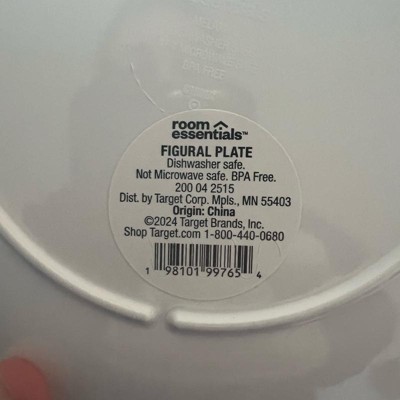 room
essentials™
FIGURAL PLATE
Dishwasher safe.
Not Microwave safe. BPA Free.
200 04 2515
Dist. by Target Corp. Mpls., MN 55403
Origin: China
©2024 Target Brands, Inc.
Shop Target.com 1-800-440-0680
1 98101 99765 4